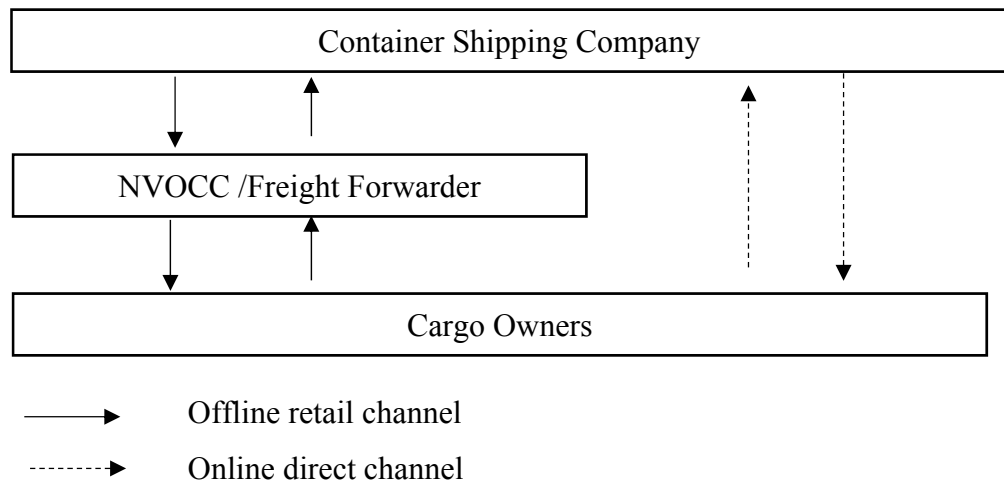 Container Shipping Company
NVOCC /Freight Forwarder
Cargo Owners
Offline retail channel
Online direct channel